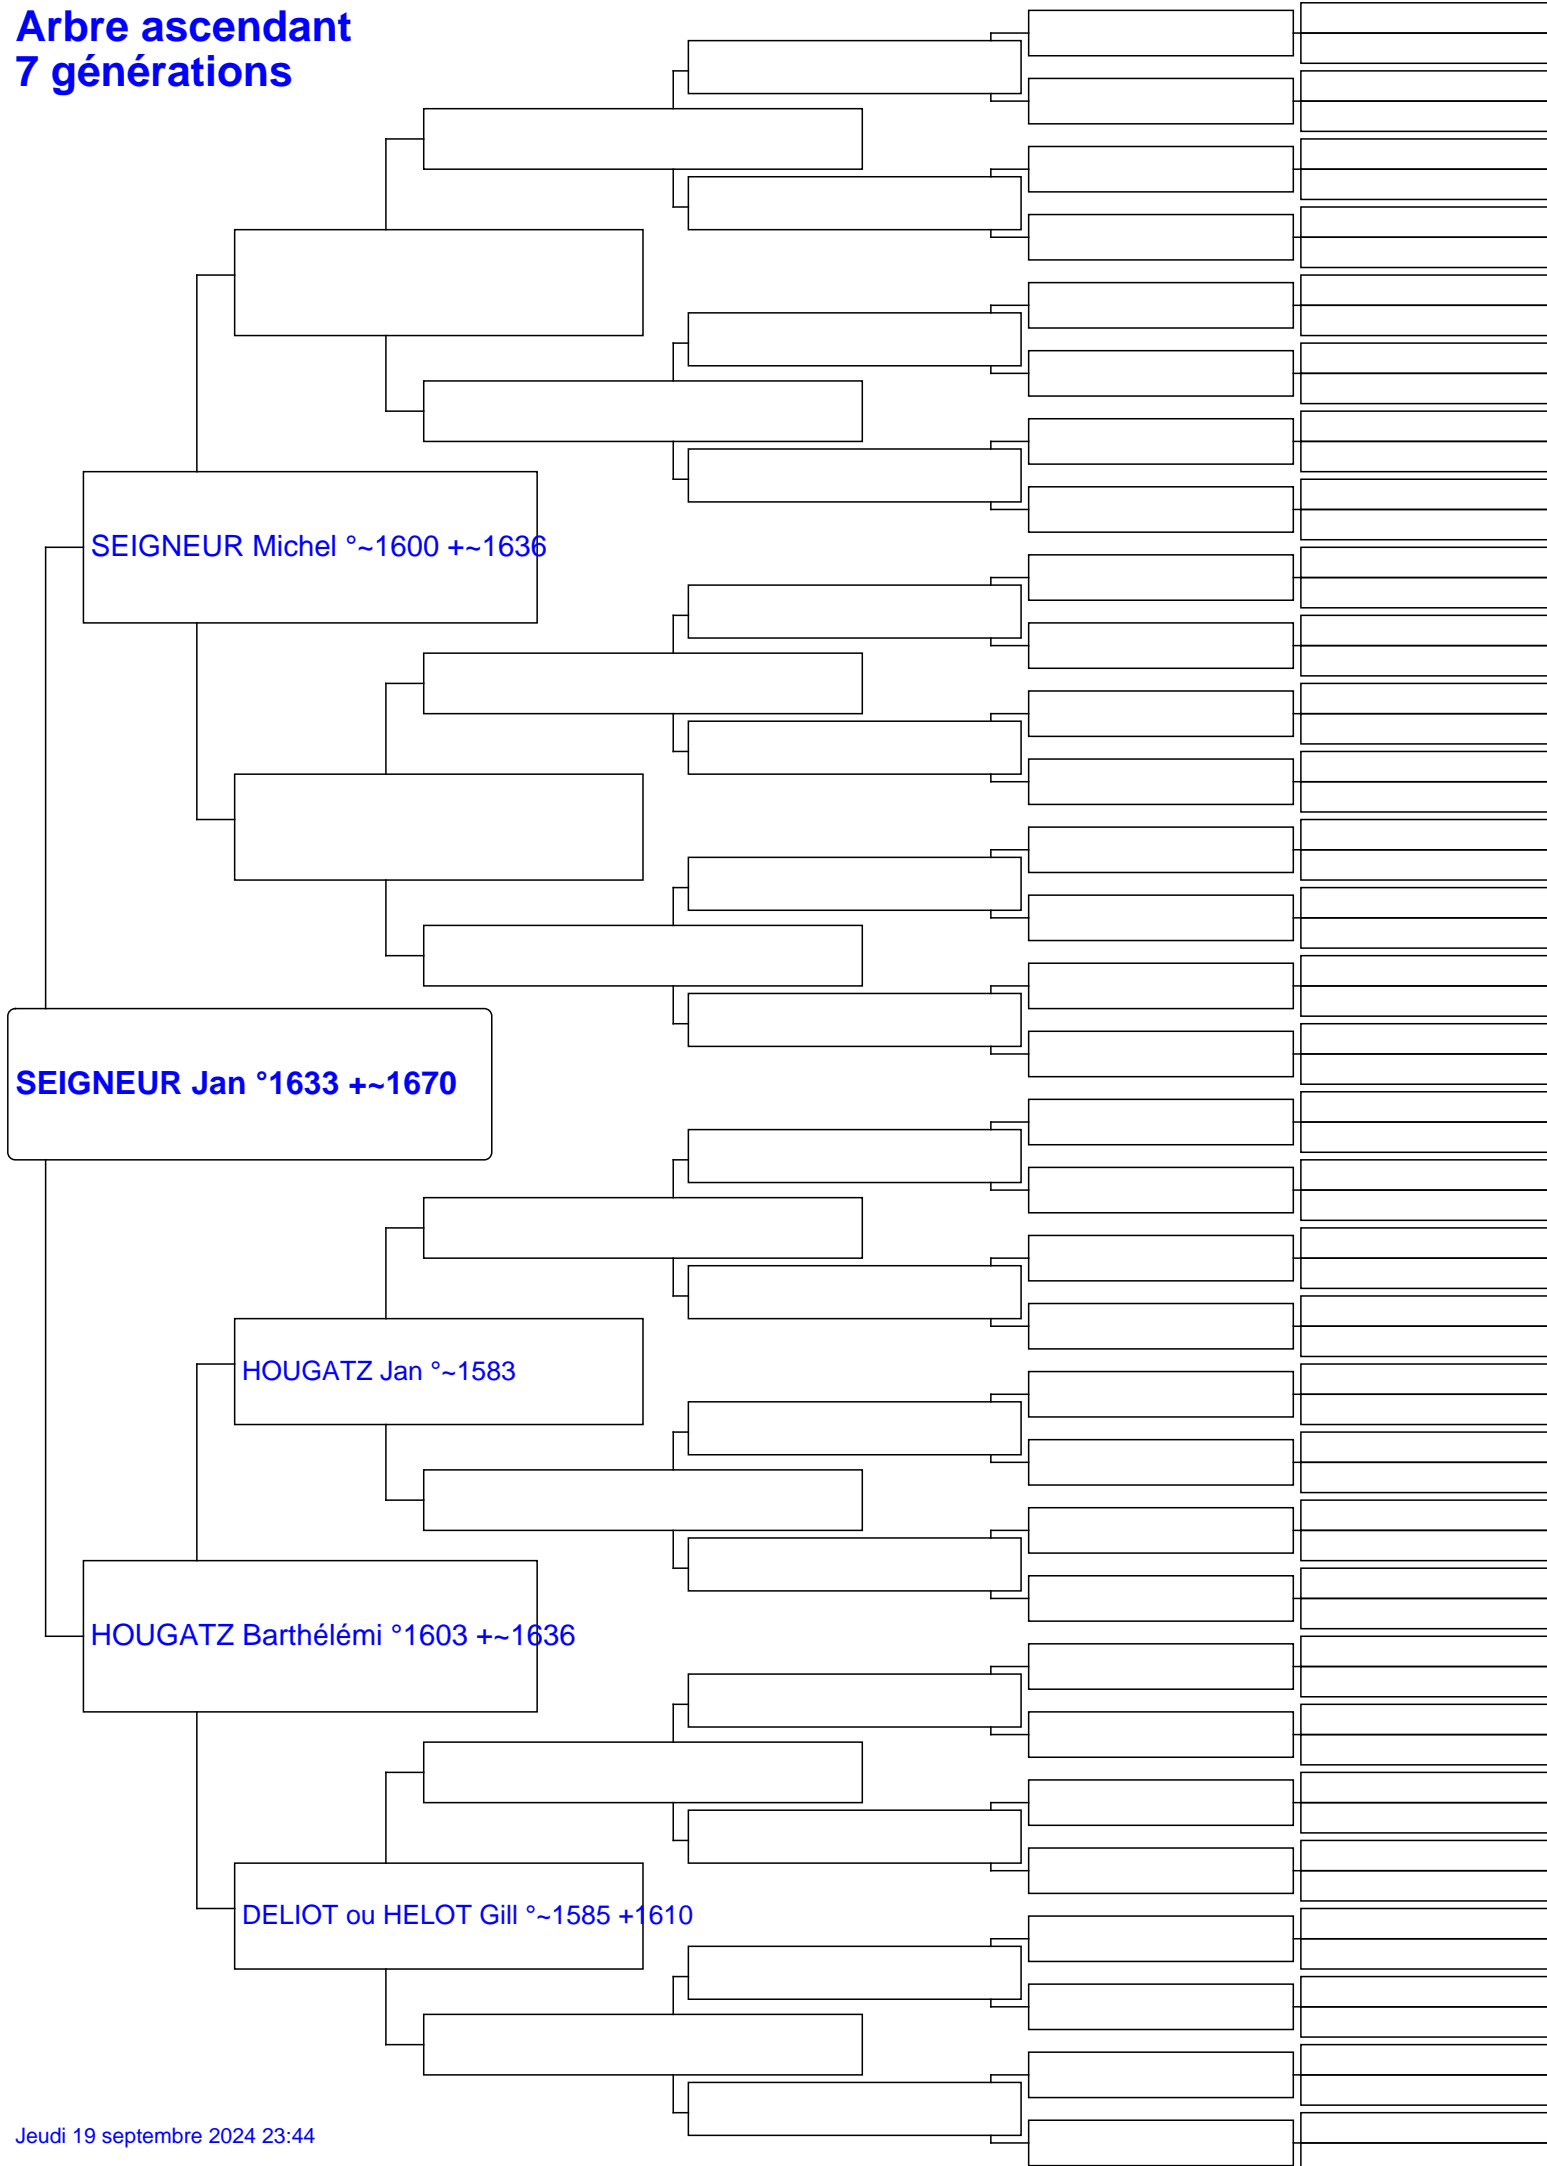 Arbre ascendant
7 générations
SEIGNEUR Michel °~1600 +~1636
SEIGNEUR Jan °1633 +~1670
HOUGATZ Jan °~1583
HOUGATZ Barthélémi °1603 +~1636
DELIOT ou HELOT Gill °~1585 +1610
Jeudi 19 septembre 2024 23:44